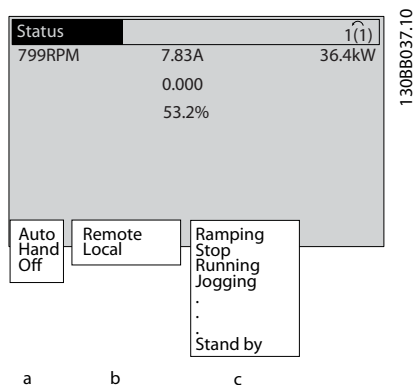 Status 1(1)
799RPM 7.83A 36.4kW
0.000
53.2%
Auto
Hand
Off
Remote
Local
Ramping
Stop
Running
Jogging
.
.
.
Stand by
a b c
130BB037.10